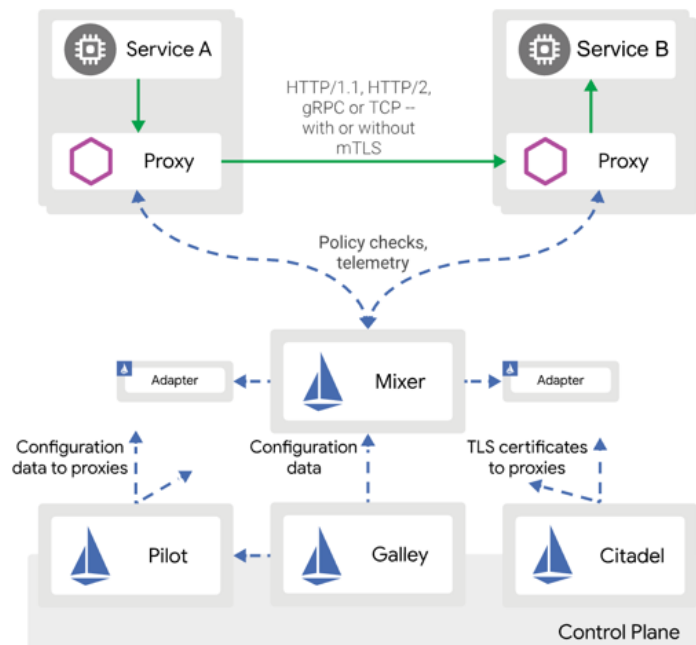 Service A
Service B
HTTP/1.1, HTTP/2,
gRPC or TCP --
with or without
mTLS
Proxy
Proxy
Policy checks,
telemetry
Mixer
Adapter
Adapter
Configuration
data to proxies
Configuration
data
TLS certificates
to proxies
Pilot
Galley
Citadel
Control Plane